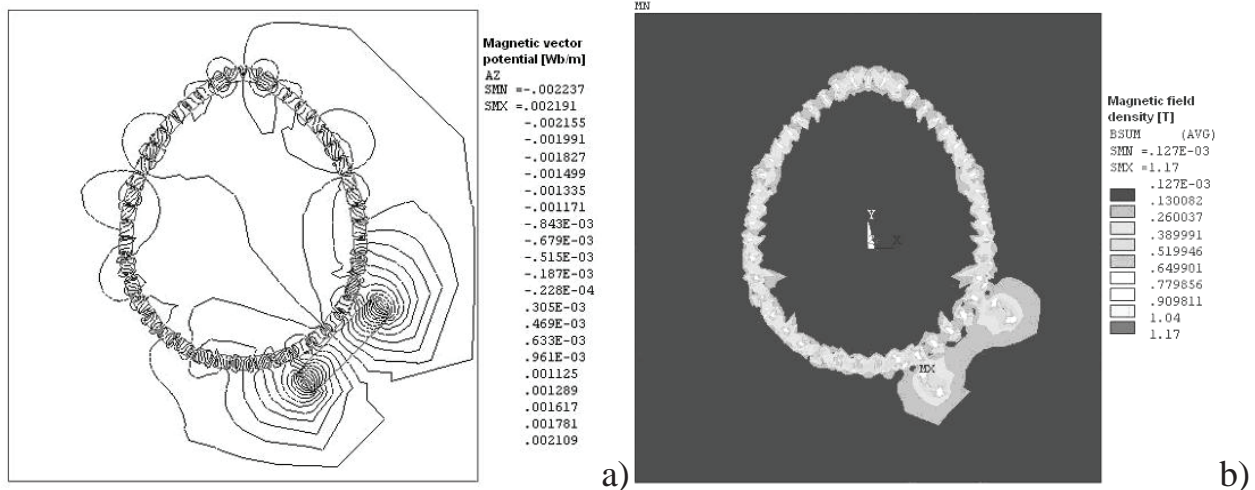 Magnetic vector
potential [Wb/m]
AZ
SMN =-.002237
SMX =.002191
-.002155
-.001991
-.001827
-.001499
-.001335
-.001171
-.843E-03
-.679E-03
-.515E-03
-.187E-03
-.228E-04
.305E-03
.469E-03
.633E-03
.961E-03
.001125
.001289
.001617
.001781
.002109
a)
MN
Y
X
MX
Magnetic field
density [T]
BSUM (AVG)
SMN =.127E-03
SMX =1.17
.127E-03
.130082
.260037
.389991
.519946
.649901
.779856
.909811
1.04
1.17
b)